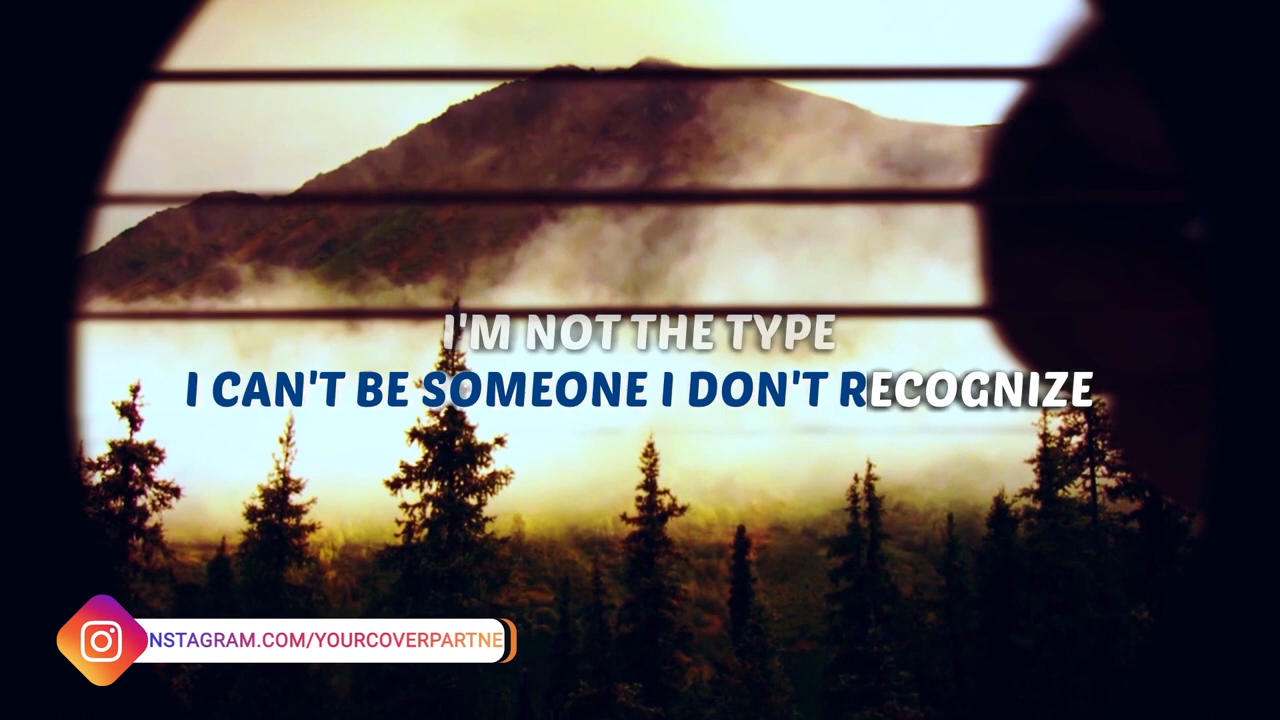 I'M NOT THE TYPE
I CAN'T BE SOMEONE I DON'T RECOGNIZE
NSTAGRAM.COM/YOURCOVERPARTNE